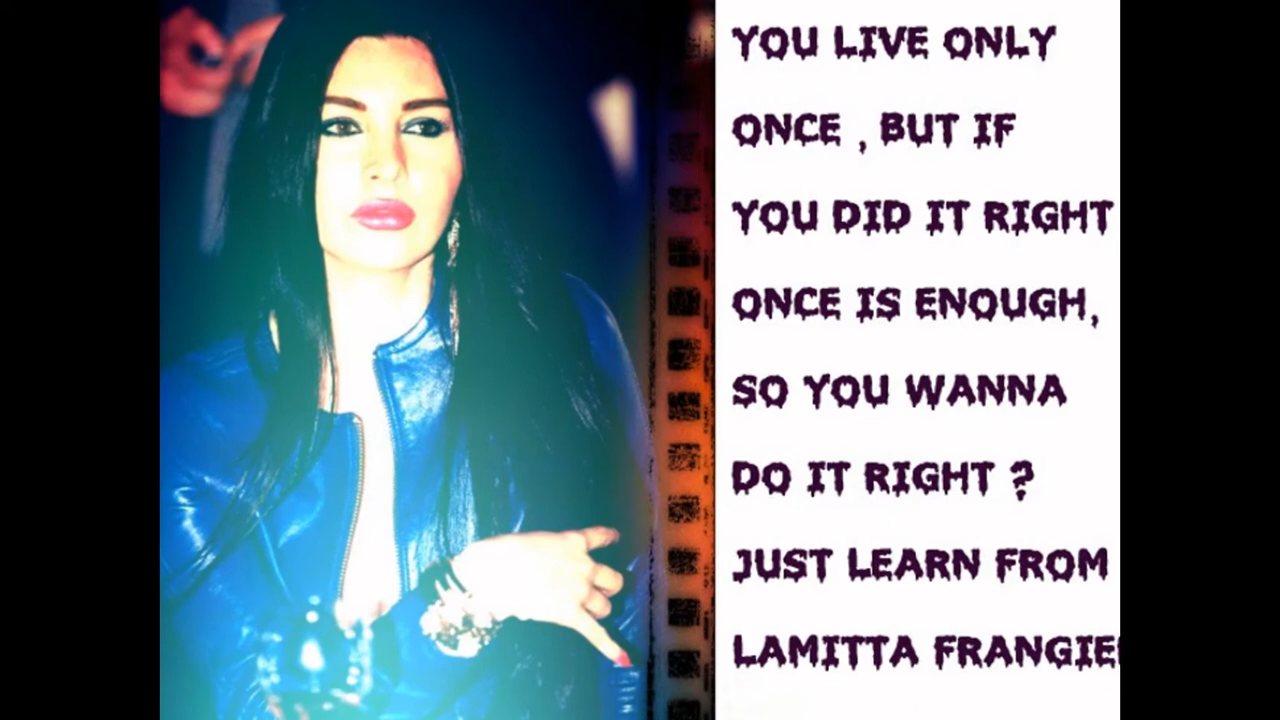 YOU LIVE ONLY
ONCE , BUT IF
YOU DID IT RIGHT
ONCE IS ENOUGH,
SO YOU WANNA
DO IT RIGHT ?
JUST LEARN FROM
LAMITTA FRANGIE